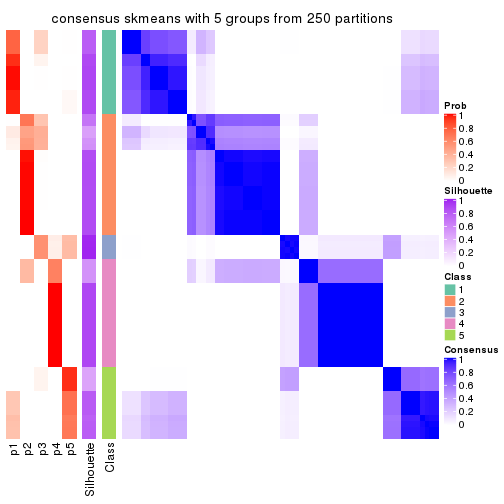 consensus skmeans with 5 groups from 250 partitions
Prob
1
0.8
0.6
0.4
0.2
0
Silhouette
1
0.8
0.6
0.4
0.2
0
Class
1
2
3
4
5
Consensus
1
0.8
0.6
0.4
0.2
0
p1
p2
p3
p4
p5
Silhouette
Class